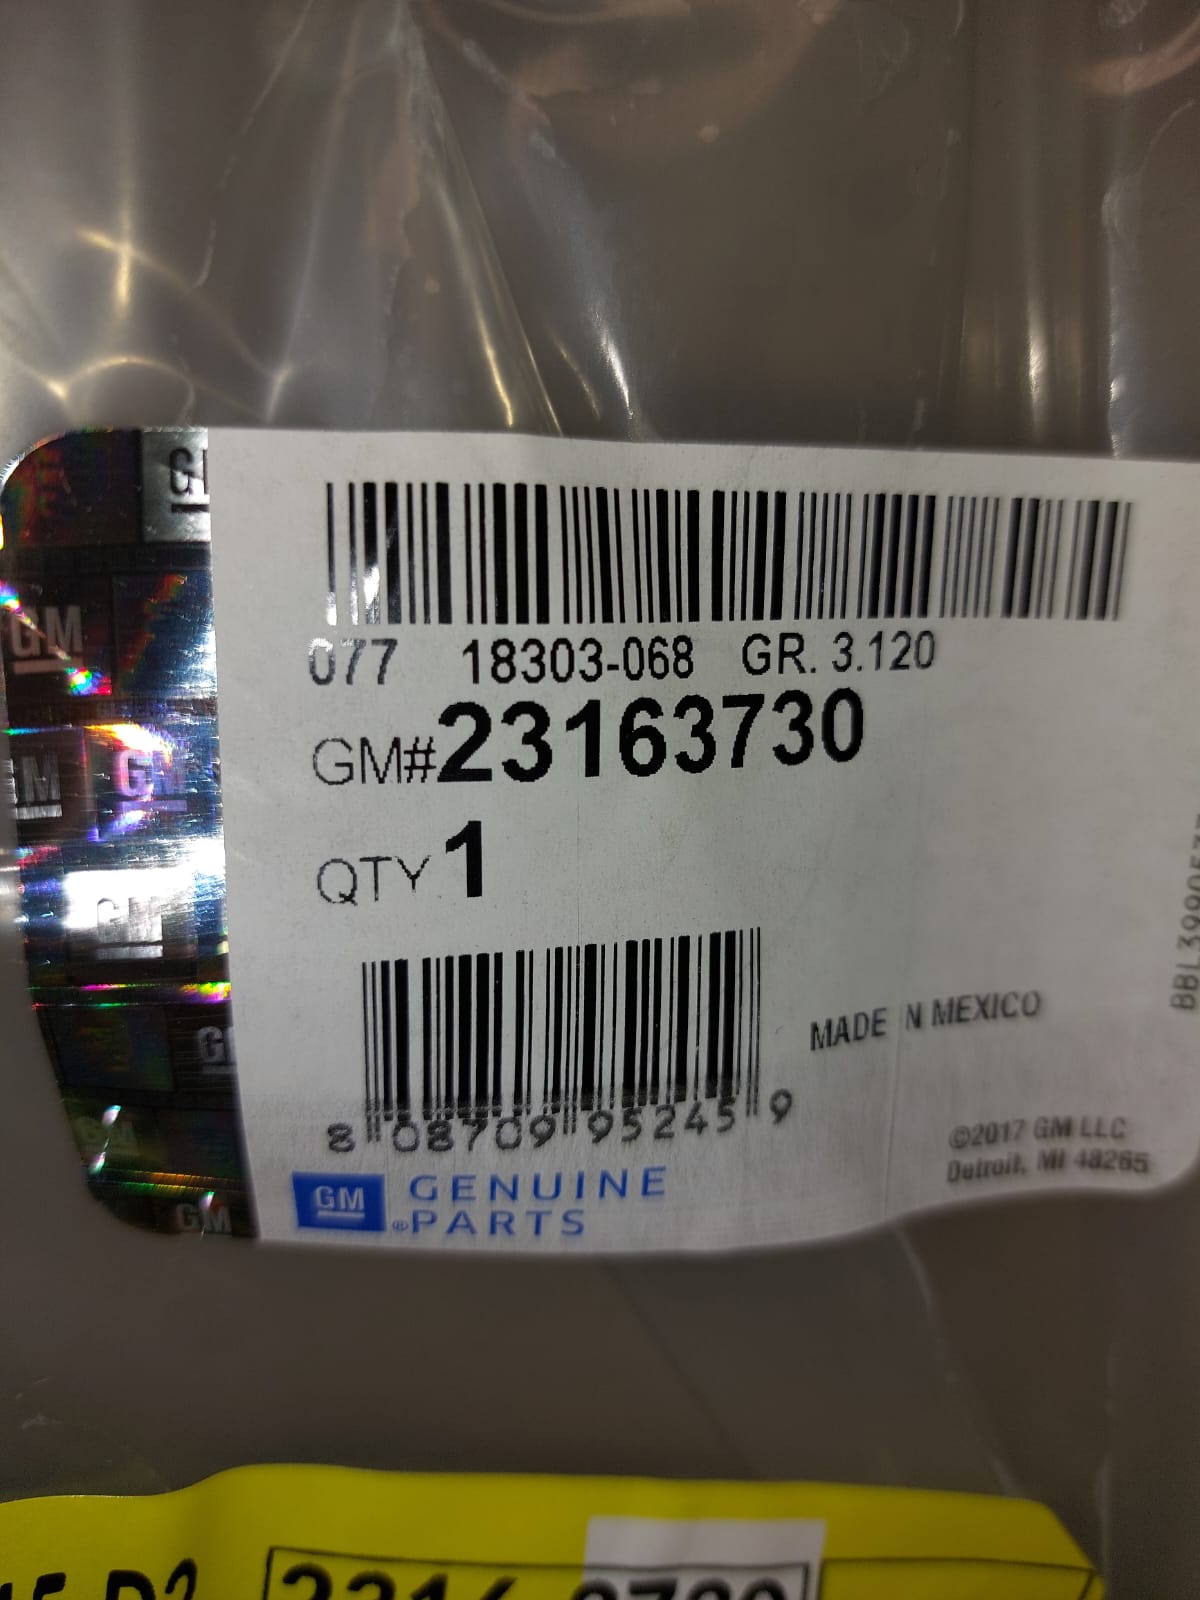 077 18303-068 GR. 3.120
GM#23163730
QTY 1
MADE N MEXICO
8 08709 95245 9
©2017 GM LLC
Detroit, MI 48265
GM GENUINE
PARTS
GM
GM
GM
GM